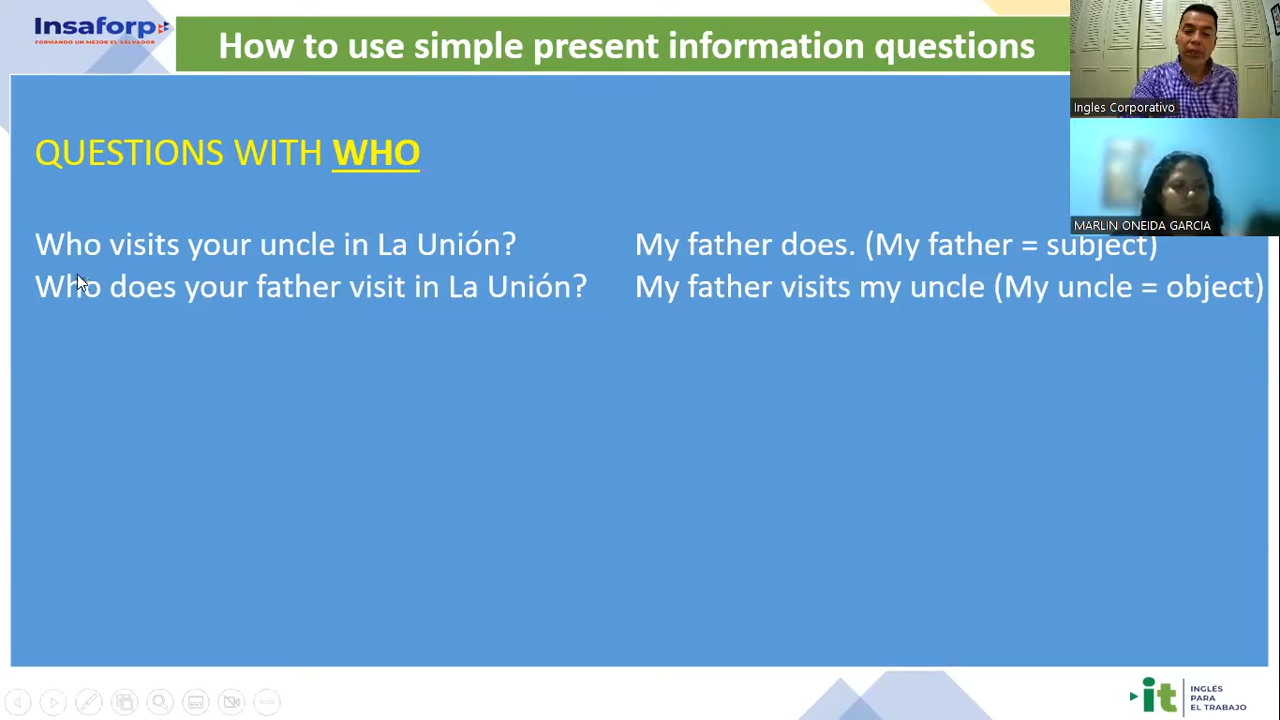 Insaforp
FORMANDO UN MEJOR EL SALVADOR
How to use simple present information questions
Ingles Corporativo
QUESTIONS WITH WHO
MARLIN ONEIDA GARCIA
Who visits your uncle in La Unión? My father does. (My father = subject)
Who does your father visit in La Unión? My father visits my uncle (My uncle = object)
it INGLÉS
PARA
EL TRABAJO